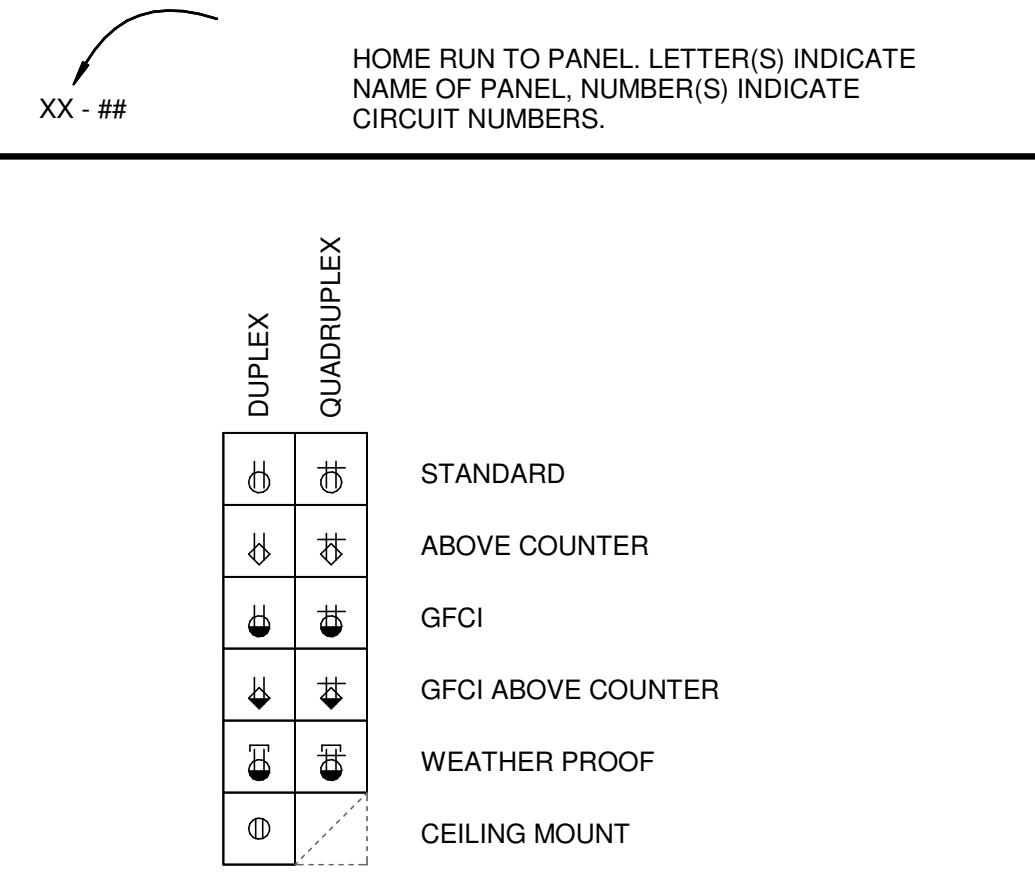 XX - ##
HOME RUN TO PANEL. LETTER(S) INDICATE
NAME OF PANEL, NUMBER(S) INDICATE
CIRCUIT NUMBERS.
DUPLEX
QUADRUPLEX
STANDARD
ABOVE COUNTER
GFCI
GFCI ABOVE COUNTER
WEATHER PROOF
CEILING MOUNT